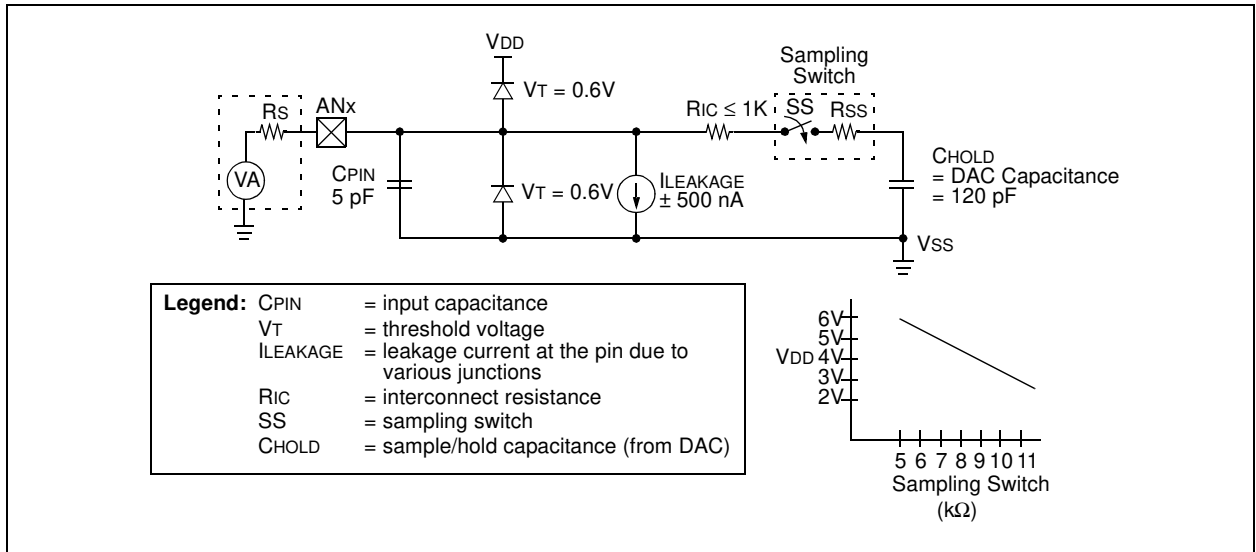 VDD
Sampling
Switch
VT = 0.6V
RS
ANx
RIC ≤ 1K
SS
RSS
VA
CPIN
5 pF
VT = 0.6V
ILEAKAGE
± 500 nA
CHOLD
= DAC Capacitance
= 120 pF
VSS
Legend: CPIN = input capacitance
VT = threshold voltage
ILEAKAGE = leakage current at the pin due to
various junctions
RIC = interconnect resistance
SS = sampling switch
CHOLD = sample/hold capacitance (from DAC)
6V
5V
VDD 4V
3V
2V
5 6 7 8 9 10 11
Sampling Switch
(kΩ)